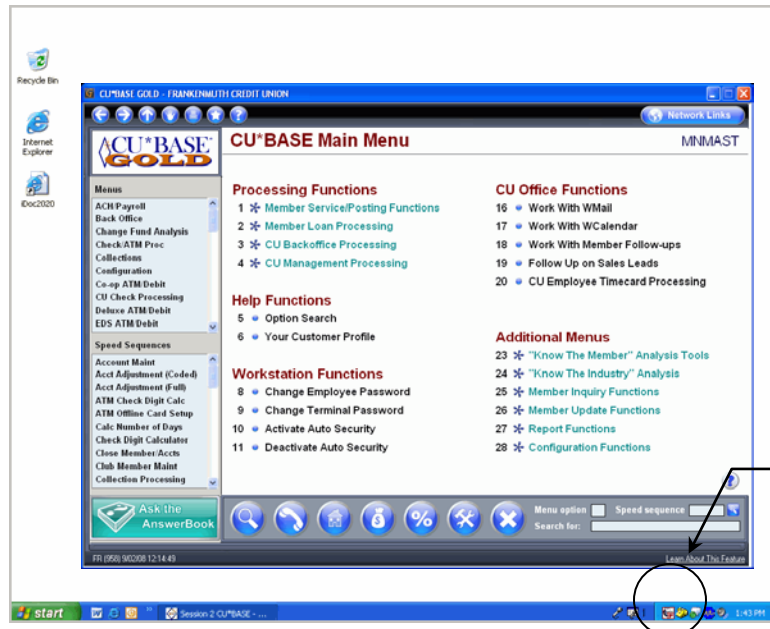 Recycle Bin
Internet
Explorer
iDoc2020
CU*BASE GOLD - FRANKENMUTH CREDIT UNION
Network Links
CU*BASE
GOLD
CU*BASE Main Menu
MNMAST
Menus
ACH/Payroll
Back Office
Change Fund Analysis
Check/ATM Proc
Collections
Configuration
Co-op ATM/Debit
CU Check Processing
Deluxe ATM/Debit
EDS ATM/Debit
Speed Sequences
Account Maint
Acct Adjustment (Coded)
Acct Adjustment (Full)
ATM Check Digit Calc
ATM Offline Card Setup
Calc Number of Days
Check Digit Calculator
Close Member/Accts
Club Member Maint
Collection Processing
Ask the
AnswerBook
Processing Functions
1 Member Service/Posting Functions
2 Member Loan Processing
3 CU Backoffice Processing
4 CU Management Processing
Help Functions
5 Option Search
6 Your Customer Profile
Workstation Functions
8 Change Employee Password
9 Change Terminal Password
10 Activate Auto Security
11 Deactivate Auto Security
CU Office Functions
16 Work With WMail
17 Work With WCalendar
18 Work With Member Follow-ups
19 Follow Up on Sales Leads
20 CU Employee Timecard Processing
Additional Menus
23 "Know The Member" Analysis Tools
24 "Know The Industry" Analysis
25 Member Inquiry Functions
26 Member Update Functions
27 Report Functions
28 Configuration Functions
Menu option
Speed sequence
Search for:
FR (958) 9/02/08 12:14:49
Learn About This Feature
start
Session 2 CU*BASE - ...
1:43 PM